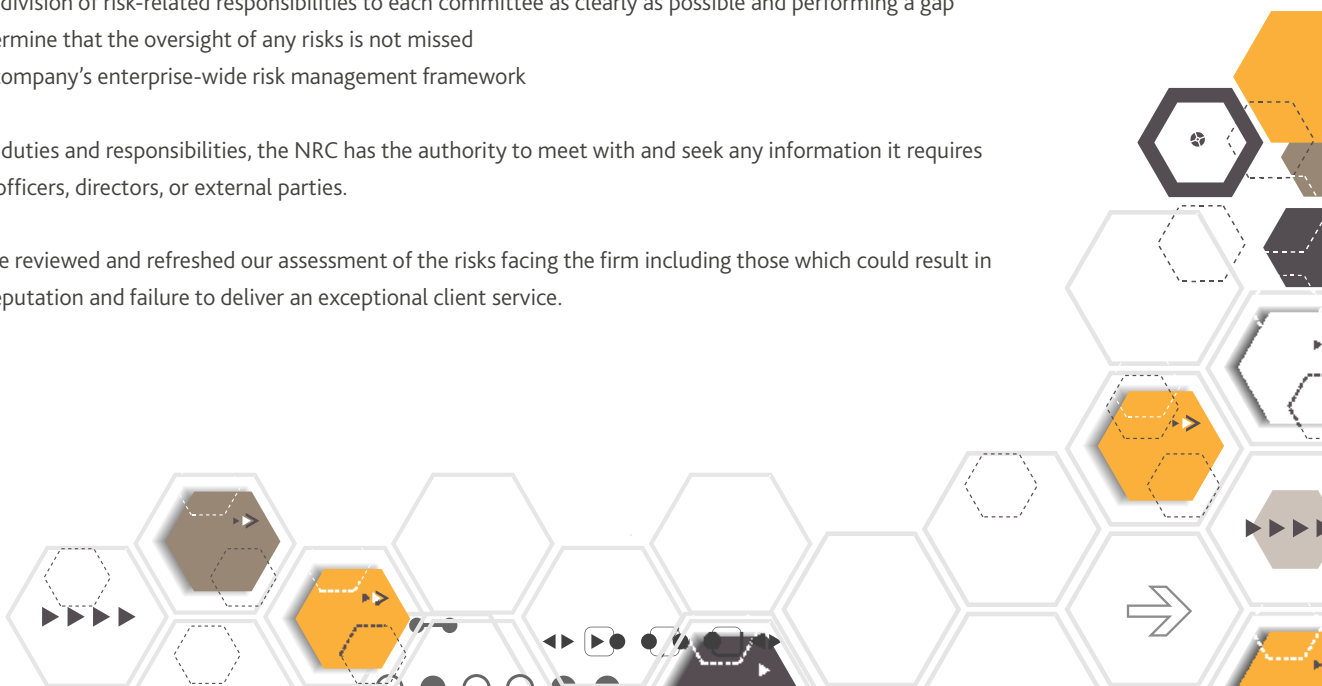 division of risk-related responsibilities to each committee as clearly as possible and performing a gap
ermine that the oversight of any risks is not missed
company’s enterprise-wide risk management framework
duties and responsibilities, the NRC has the authority to meet with and seek any information it requires
officers, directors, or external parties.
e reviewed and refreshed our assessment of the risks facing the firm including those which could result in
eputation and failure to deliver an exceptional client service.